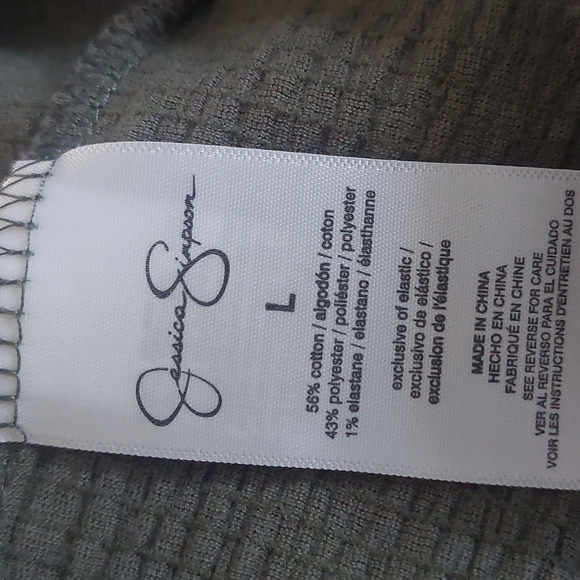 Jessica Simpson
L
56% cotton / algodón / coton
43% polyester / poliéster / polyester
1% elastane / elastano / élasthanne
exclusive of elastic /
exclusivo de elástico /
exclusion de l'élastique
MADE IN CHINA
HECHO EN CHINA
FABRIQUÉ EN CHINE
SEE REVERSE FOR CARE
VER AL REVERSO PARA EL CUIDADO
VOIR LES INSTRUCTIONS D'ENTRETIEN AU DOS